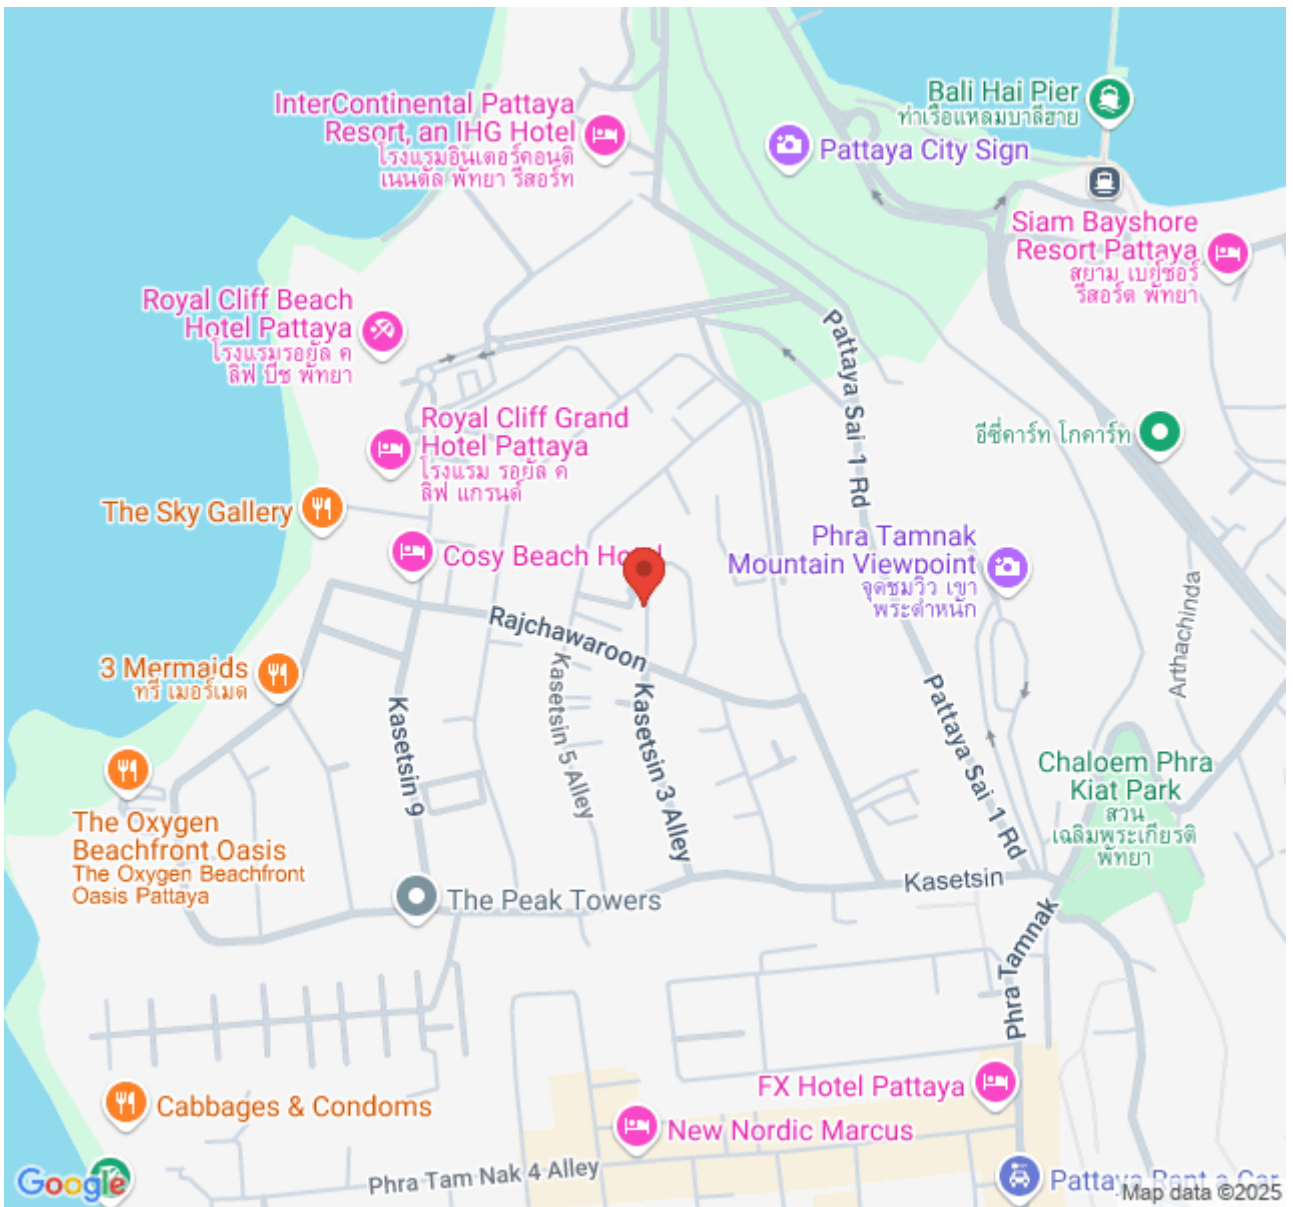 InterContinental Pattaya
Resort, an IHG Hotel
โรงแรมอินเตอร์คอนติ
เนนตัล พัทยา รีสอร์ท
Bali Hai Pier
ท่าเรือแหลมบาลีฮาย
Pattaya City Sign
Siam Bayshore
Resort Pattaya
สยาม เบย์ชอร์
รีสอร์ต พัทยา
Royal Cliff Beach
Hotel Pattaya
โรงแรมรอยัล ค
ลิฟ บีช พัทยา
Pattaya Sai 1 Rd
Royal Cliff Grand
Hotel Pattaya
โรงแรม รอยัล ค
ลิฟ แกรนด์
อีซี่คาร์ท โกคาร์ท
The Sky Gallery
Cosy Beach Hotel
Phra Tamnak
Mountain Viewpoint
จุดชมวิว เขา
พระตำหนัก
Rajchawaroon
Arthachinda
3 Mermaids
ทรี เมอร์เมด
Kasetsin 9
Kasetsin 5 Alley
Kasetsin 3 Alley
Pattaya Sai 1 Rd
Chaloem Phra
Kiat Park
สวน
เฉลิมพระเกียรติ
พัทยา
The Oxygen
Beachfront Oasis
The Oxygen Beachfront
Oasis Pattaya
The Peak Towers
Kasetsin
Phra Tamnak
FX Hotel Pattaya
Cabbages & Condoms
New Nordic Marcus
Phra Tam Nak 4 Alley
Pattaya Rent a Car
Google
Map data ©2025